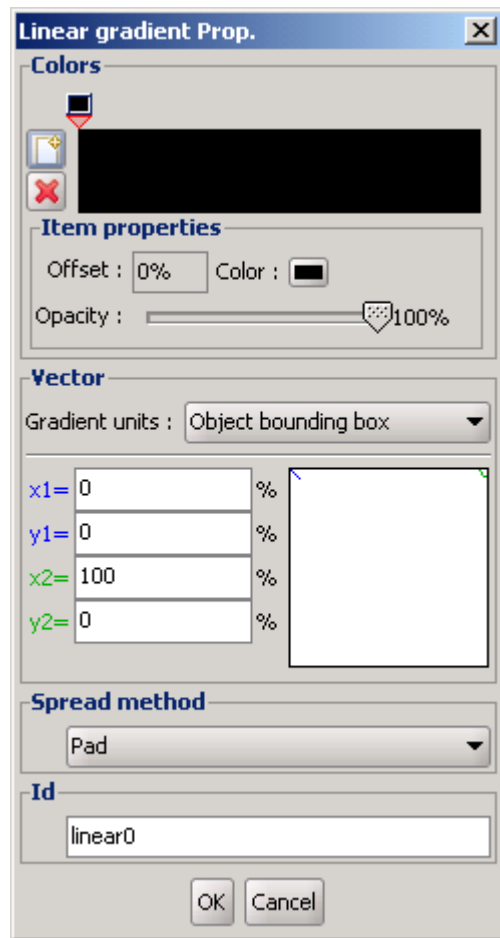 Linear gradient Prop.
Colors
Item properties
Offset : 0% Color :
Opacity : 100%
Vector
Gradient units : Object bounding box
x1= 0 %
y1= 0 %
x2= 100 %
y2= 0 %
Spread method
Pad
Id
linear0
OK Cancel